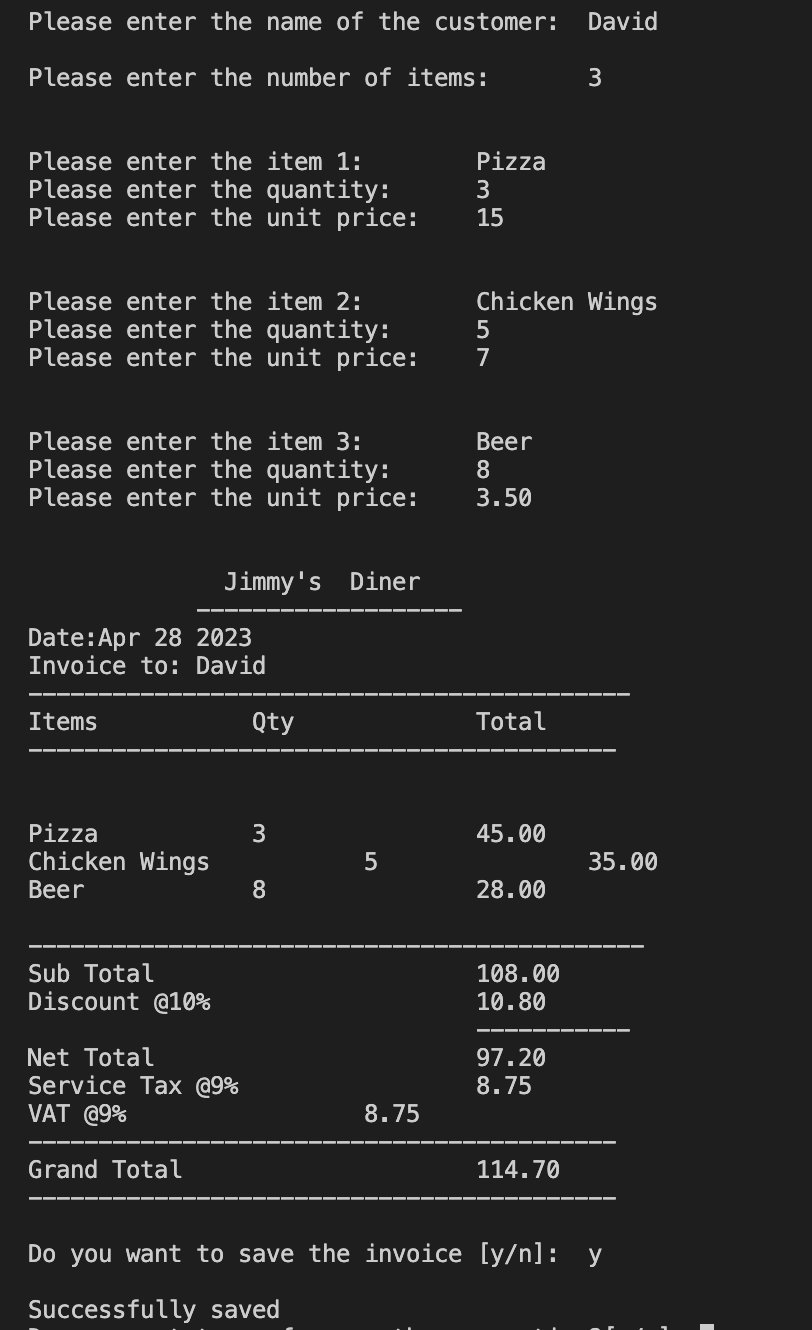 Please enter the name of the customer: David
Please enter the number of items: 3
Please enter the item 1: Pizza
Please enter the quantity: 3
Please enter the unit price: 15
Please enter the item 2: Chicken Wings
Please enter the quantity: 5
Please enter the unit price: 7
Please enter the item 3: Beer
Please enter the quantity: 8
Please enter the unit price: 3.50
Jimmy's Diner
-------------------
Date:Apr 28 2023
Invoice to: David
-------------------------------------------
Items Qty Total
------------------------------------------
Pizza 3 45.00
Chicken Wings 5 35.00
Beer 8 28.00
--------------------------------------------
Sub Total 108.00
Discount @10% 10.80
-----------
Net Total 97.20
Service Tax @9% 8.75
VAT @9% 8.75
------------------------------------------
Grand Total 114.70
------------------------------------------
Do you want to save the invoice [y/n]: y
Successfully saved